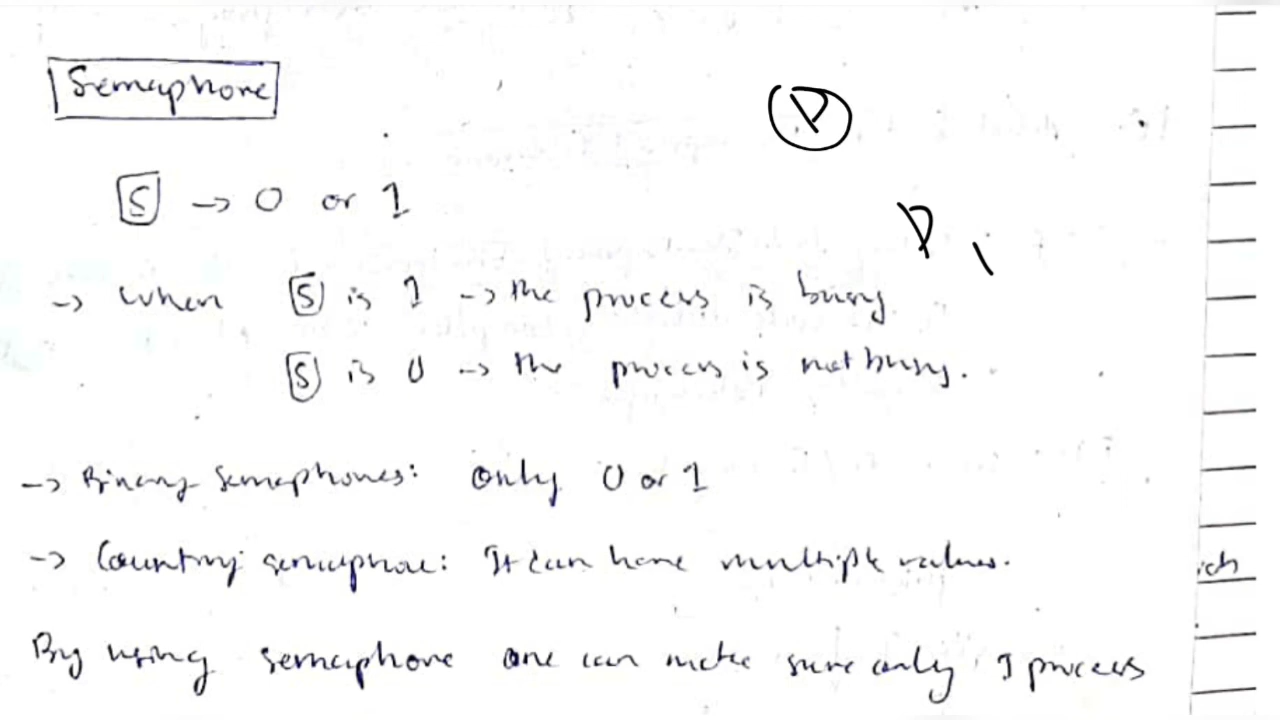 Semaphore
P
S → 0 or 1
P1
→ When S is 1 → the process is busy
S is 0 → the process is not busy.
→ Binary Semaphores: only 0 or 1
→ Counting semaphore: It can have multiple values.
ich
By using semaphore one can make sure only 1 process